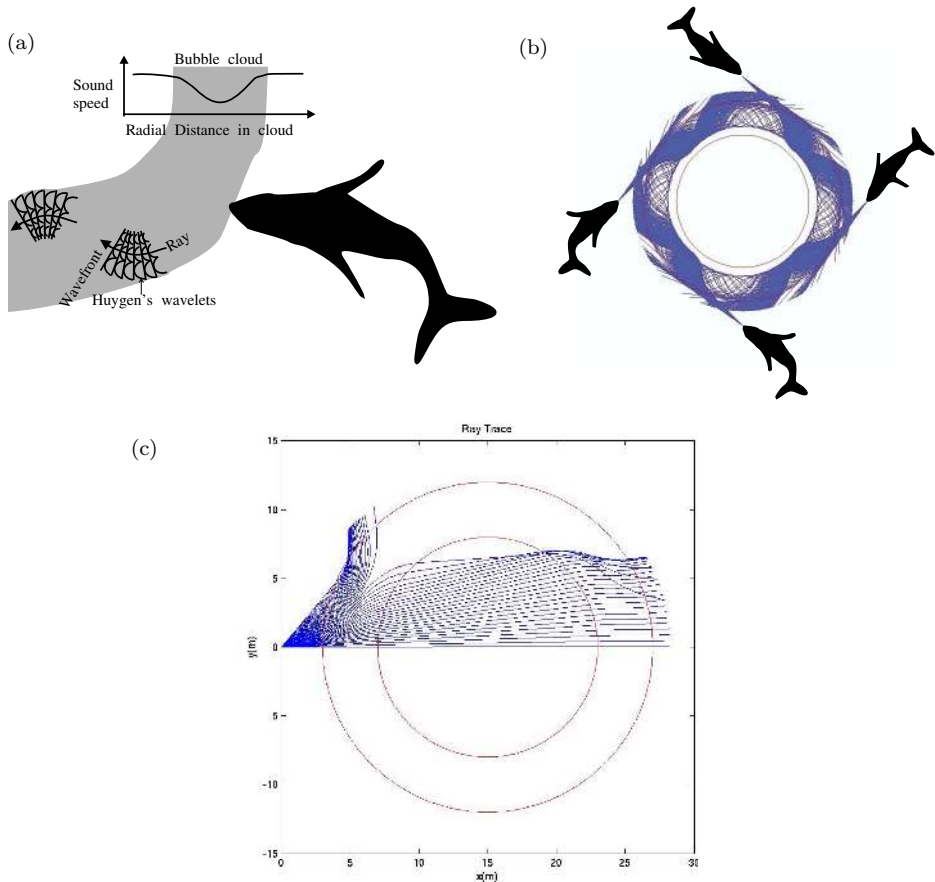 (a)
Bubble cloud
Sound
speed
Radial Distance in cloud
Ray
Wavefront
Huygen's wavelets
(b)
(c)
Ray Trace
15
10
5
0
-5
-10
-15
y(m)
0
5
10
15
20
25
30
x(m)